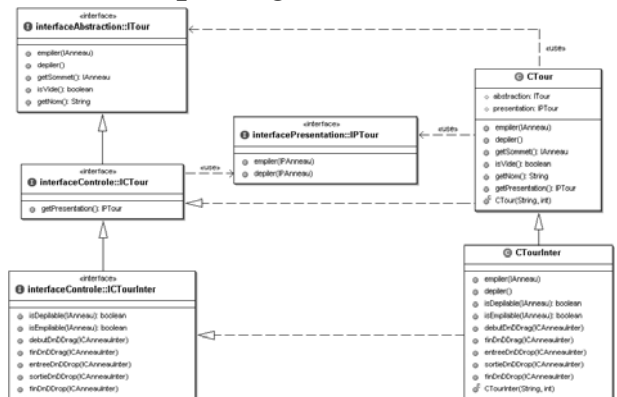 «interface»
interfaceAbstraction::ITour
empiler(IAnneau)
depiler()
getSommet(): IAnneau
isVide(): boolean
getNom(): String
«use»
CTour
abstraction: ITour
presentation: IPTour
empiler(IAnneau)
depiler()
getSommet(): IAnneau
isVide(): boolean
getNom(): String
getPresentation(): IPTour
CTour(String, int)
«interface»
interfacePresentation::IPTour
empiler(IPAnneau)
depiler(IPAnneau)
«use»
«use»
«interface»
interfaceControle::ICTour
getPresentation(): IPTour
«interface»
interfaceControle::ICTourInter
isDepilable(IAnneau): boolean
isEmpilable(IAnneau): boolean
debutDnDDrag(ICAnneauInter)
finDnDDrag(ICAnneauInter)
entreeDnDDrop(ICAnneauInter)
sortieDnDDrop(ICAnneauInter)
finDnDDrop(ICAnneauInter)
CTourInter
empiler(IAnneau)
depiler()
isDepilable(IAnneau): boolean
isEmpilable(IAnneau): boolean
debutDnDDrag(ICAnneauInter)
finDnDDrag(ICAnneauInter)
entreeDnDDrop(ICAnneauInter)
sortieDnDDrop(ICAnneauInter)
finDnDDrop(ICAnneauInter)
CTourInter(String, int)